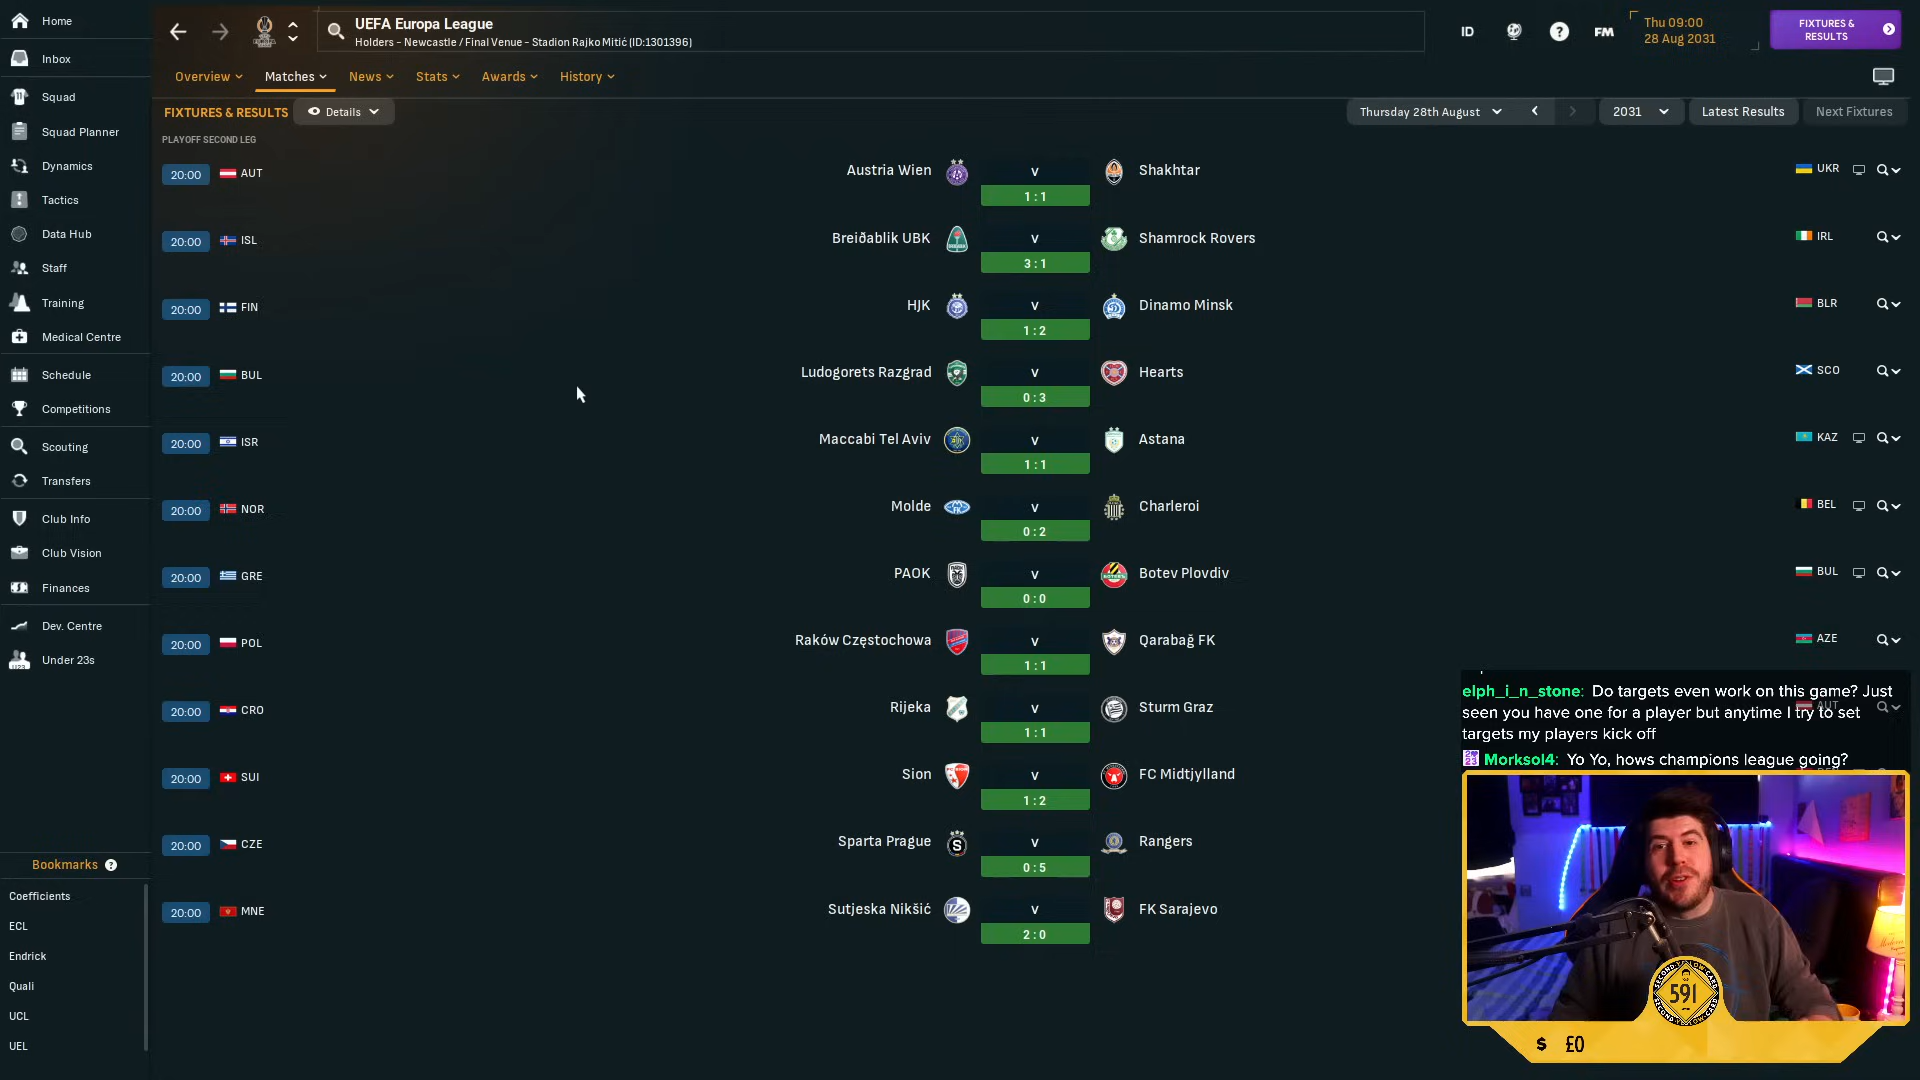 Home
Inbox
Squad
Squad Planner
Dynamics
Tactics
Data Hub
Staff
Training
Medical Centre
Schedule
Competitions
Scouting
Transfers
Club Info
Club Vision
Finances
Dev. Centre
Under 23s
Bookmarks ?
Coefficients
ECL
Endrick
Quali
UCL
UEL
UEFA Europa League
Holders - Newcastle / Final Venue - Stadion Rajko Mitić (ID:1301396)
ID ? FM
Thu 09:00
28 Aug 2031
FIXTURES &
RESULTS
Overview Matches News Stats Awards History
FIXTURES & RESULTS Details Thursday 28th August 2031 Latest Results Next Fixtures
PLAYOFF SECOND LEG
20:00 AUT Austria Wien v Shakhtar UKR
1 : 1
20:00 ISL Breiðablik UBK v Shamrock Rovers IRL
3 : 1
20:00 FIN HJK v Dinamo Minsk BLR
1 : 2
20:00 BUL Ludogorets Razgrad v Hearts SCO
0 : 3
20:00 ISR Maccabi Tel Aviv v Astana KAZ
1 : 1
20:00 NOR Molde v Charleroi BEL
0 : 2
20:00 GRE PAOK v Botev Plovdiv BUL
0 : 0
20:00 POL Raków Częstochowa v Qarabağ FK AZE
1 : 1
20:00 CRO Rijeka v Sturm Graz AUT
1 : 1
20:00 SUI Sion v FC Midtjylland
1 : 2
20:00 CZE Sparta Prague v Rangers
0 : 5
20:00 MNE Sutjeska Nikšić v FK Sarajevo
2 : 0
elph_i_n_stone: Do targets even work on this game? Just
seen you have one for a player but anytime I try to set
targets my players kick off
Morksol4: Yo Yo, hows champions league going?
SECOND YELLOW CARD
591
$ £0